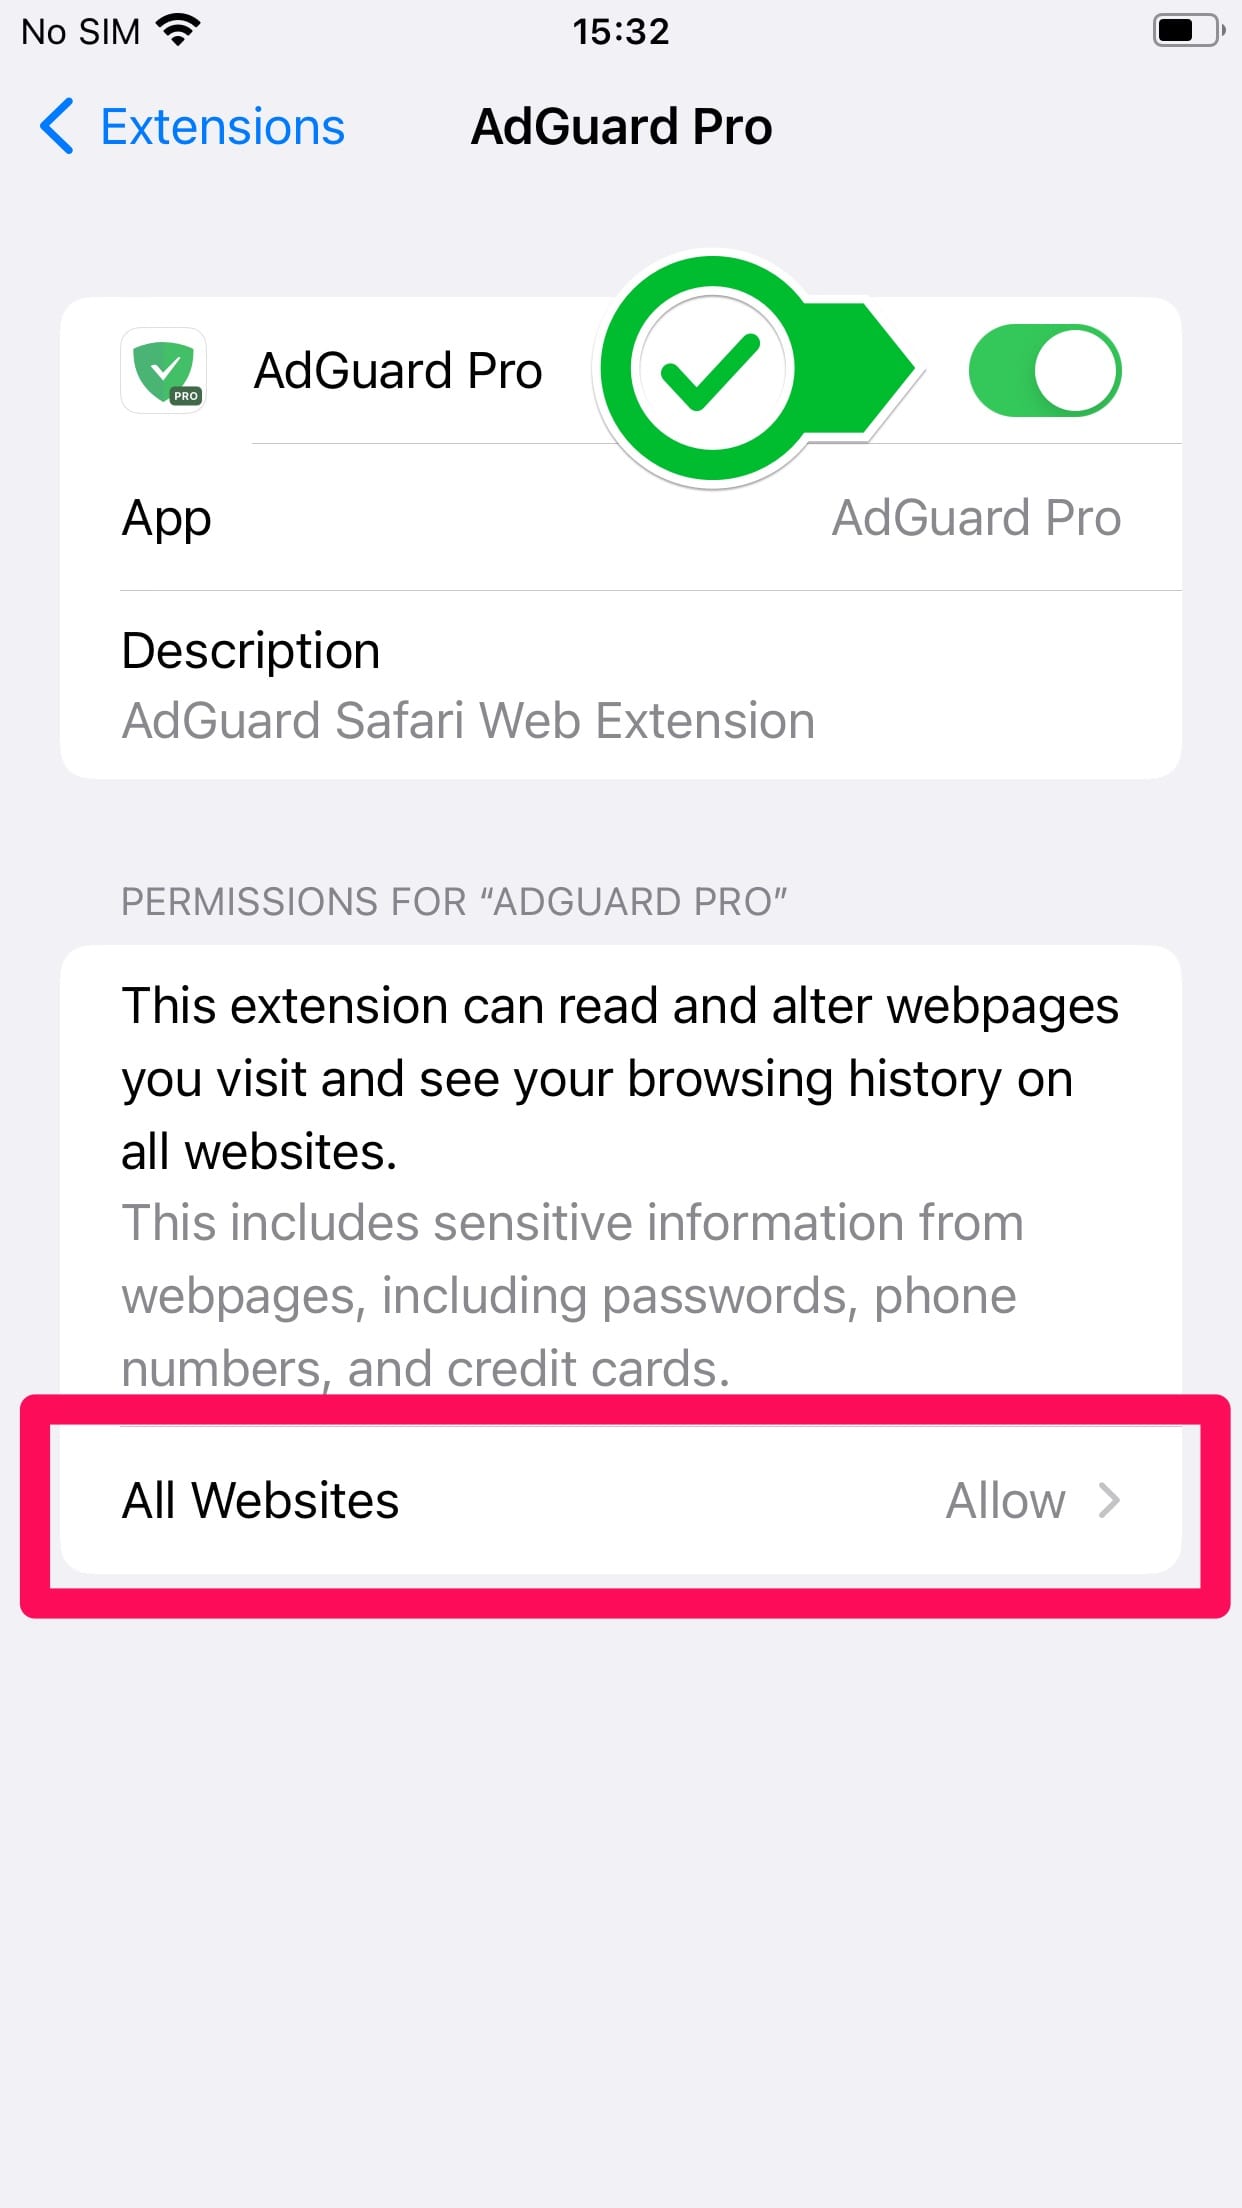 No SIM 15:32
Extensions AdGuard Pro
AdGuard Pro
PRO
App AdGuard Pro
Description
AdGuard Safari Web Extension
PERMISSIONS FOR “ADGUARD PRO”
This extension can read and alter webpages
you visit and see your browsing history on
all websites.
This includes sensitive information from
webpages, including passwords, phone
numbers, and credit cards.
All Websites Allow